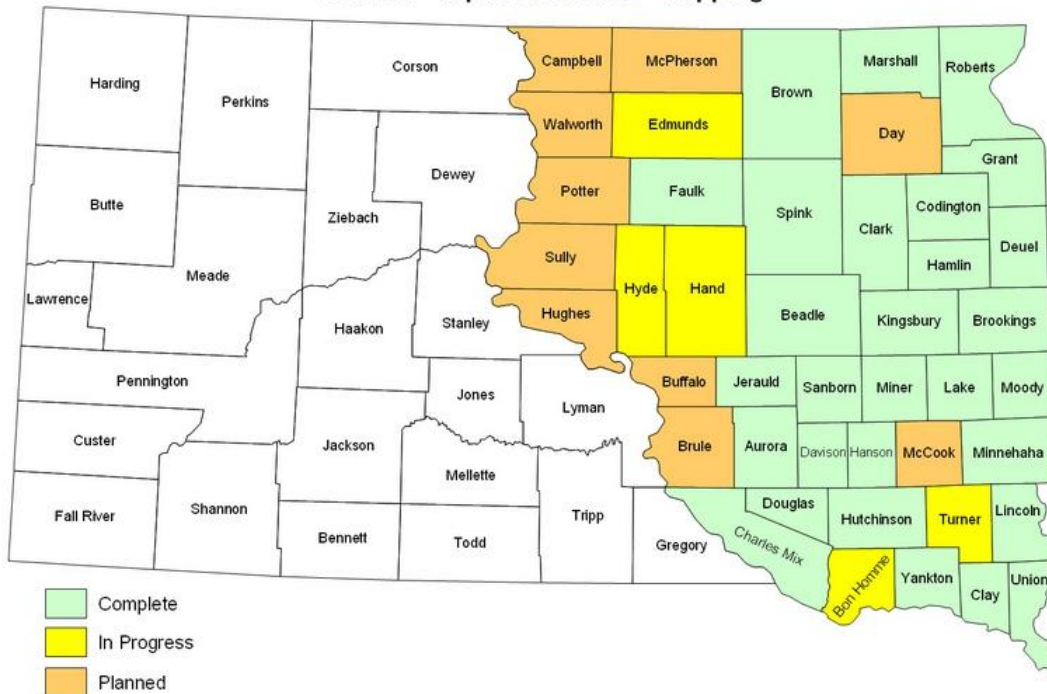 Harding
Perkins
Corson
Campbell
McPherson
Brown
Marshall
Roberts
Walworth
Edmunds
Day
Butte
Dewey
Ziebach
Potter
Faulk
Spink
Clark
Codington
Grant
Lawrence
Meade
Sully
Hyde
Hand
Hamlin
Deuel
Haakon
Stanley
Hughes
Beadle
Kingsbury
Brookings
Pennington
Jones
Lyman
Buffalo
Jerauld
Sanborn
Miner
Lake
Moody
Custer
Jackson
Mellette
Brule
Aurora
Davison
Hanson
McCook
Minnehaha
Fall River
Shannon
Bennett
Todd
Tripp
Gregory
Charles Mix
Douglas
Hutchinson
Turner
Lincoln
Bon Homme
Yankton
Clay
Union
Complete
In Progress
Planned